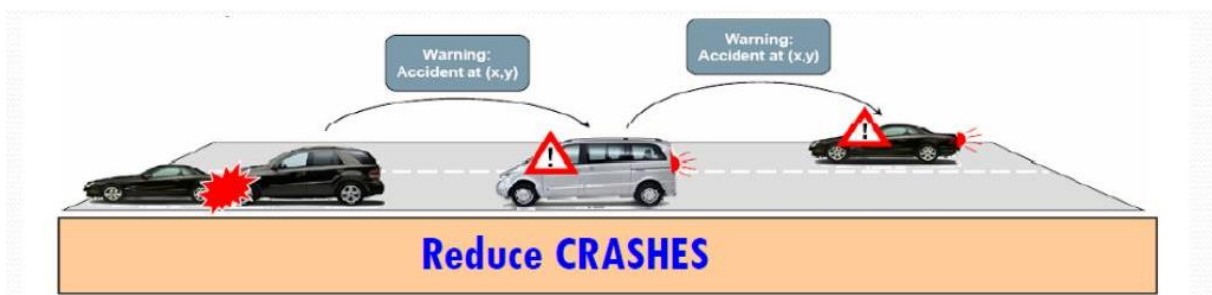 Warning:
Accident at (x,y)
Warning:
Accident at (x,y)
!
!
Reduce CRASHES